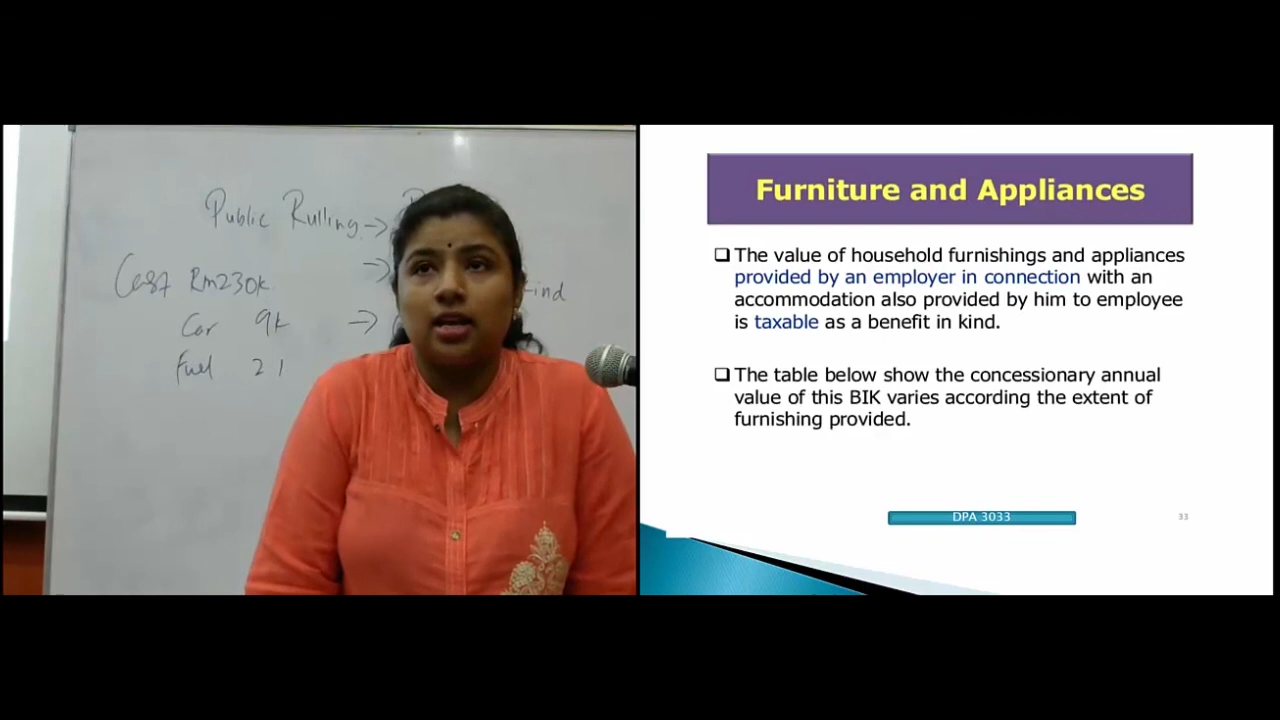 Public Rulling →
→
Cost Rm230k
ind
Car 9k →
Fuel 21
Furniture and Appliances
❑ The value of household furnishings and appliances
provided by an employer in connection with an
accommodation also provided by him to employee
is taxable as a benefit in kind.
❑ The table below show the concessionary annual
value of this BIK varies according the extent of
furnishing provided.
DPA 3033
33